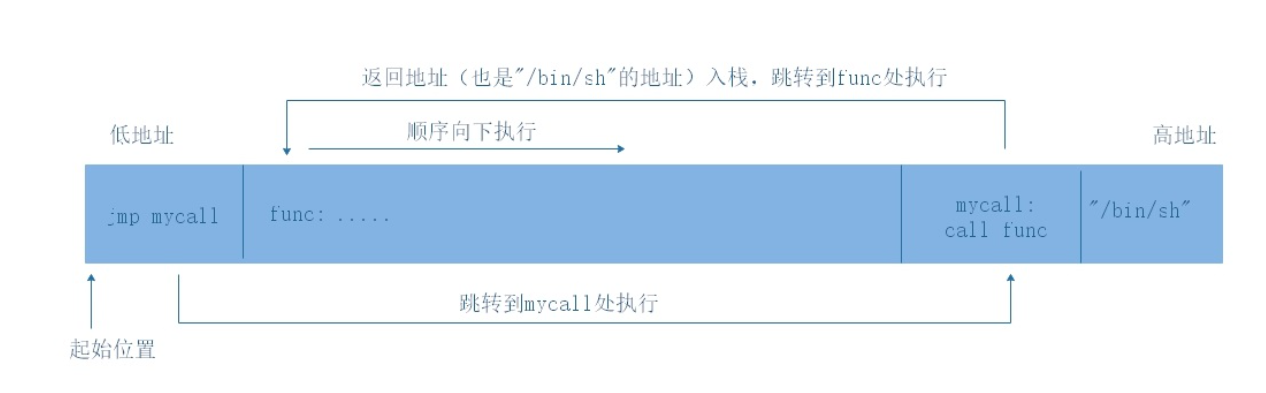 返回地址（也是"/bin/sh"的地址）入栈，跳转到func处执行
低地址
顺序向下执行
高地址
jmp mycall
func: .....
mycall:
call func
"/bin/sh"
跳转到mycall处执行
起始位置